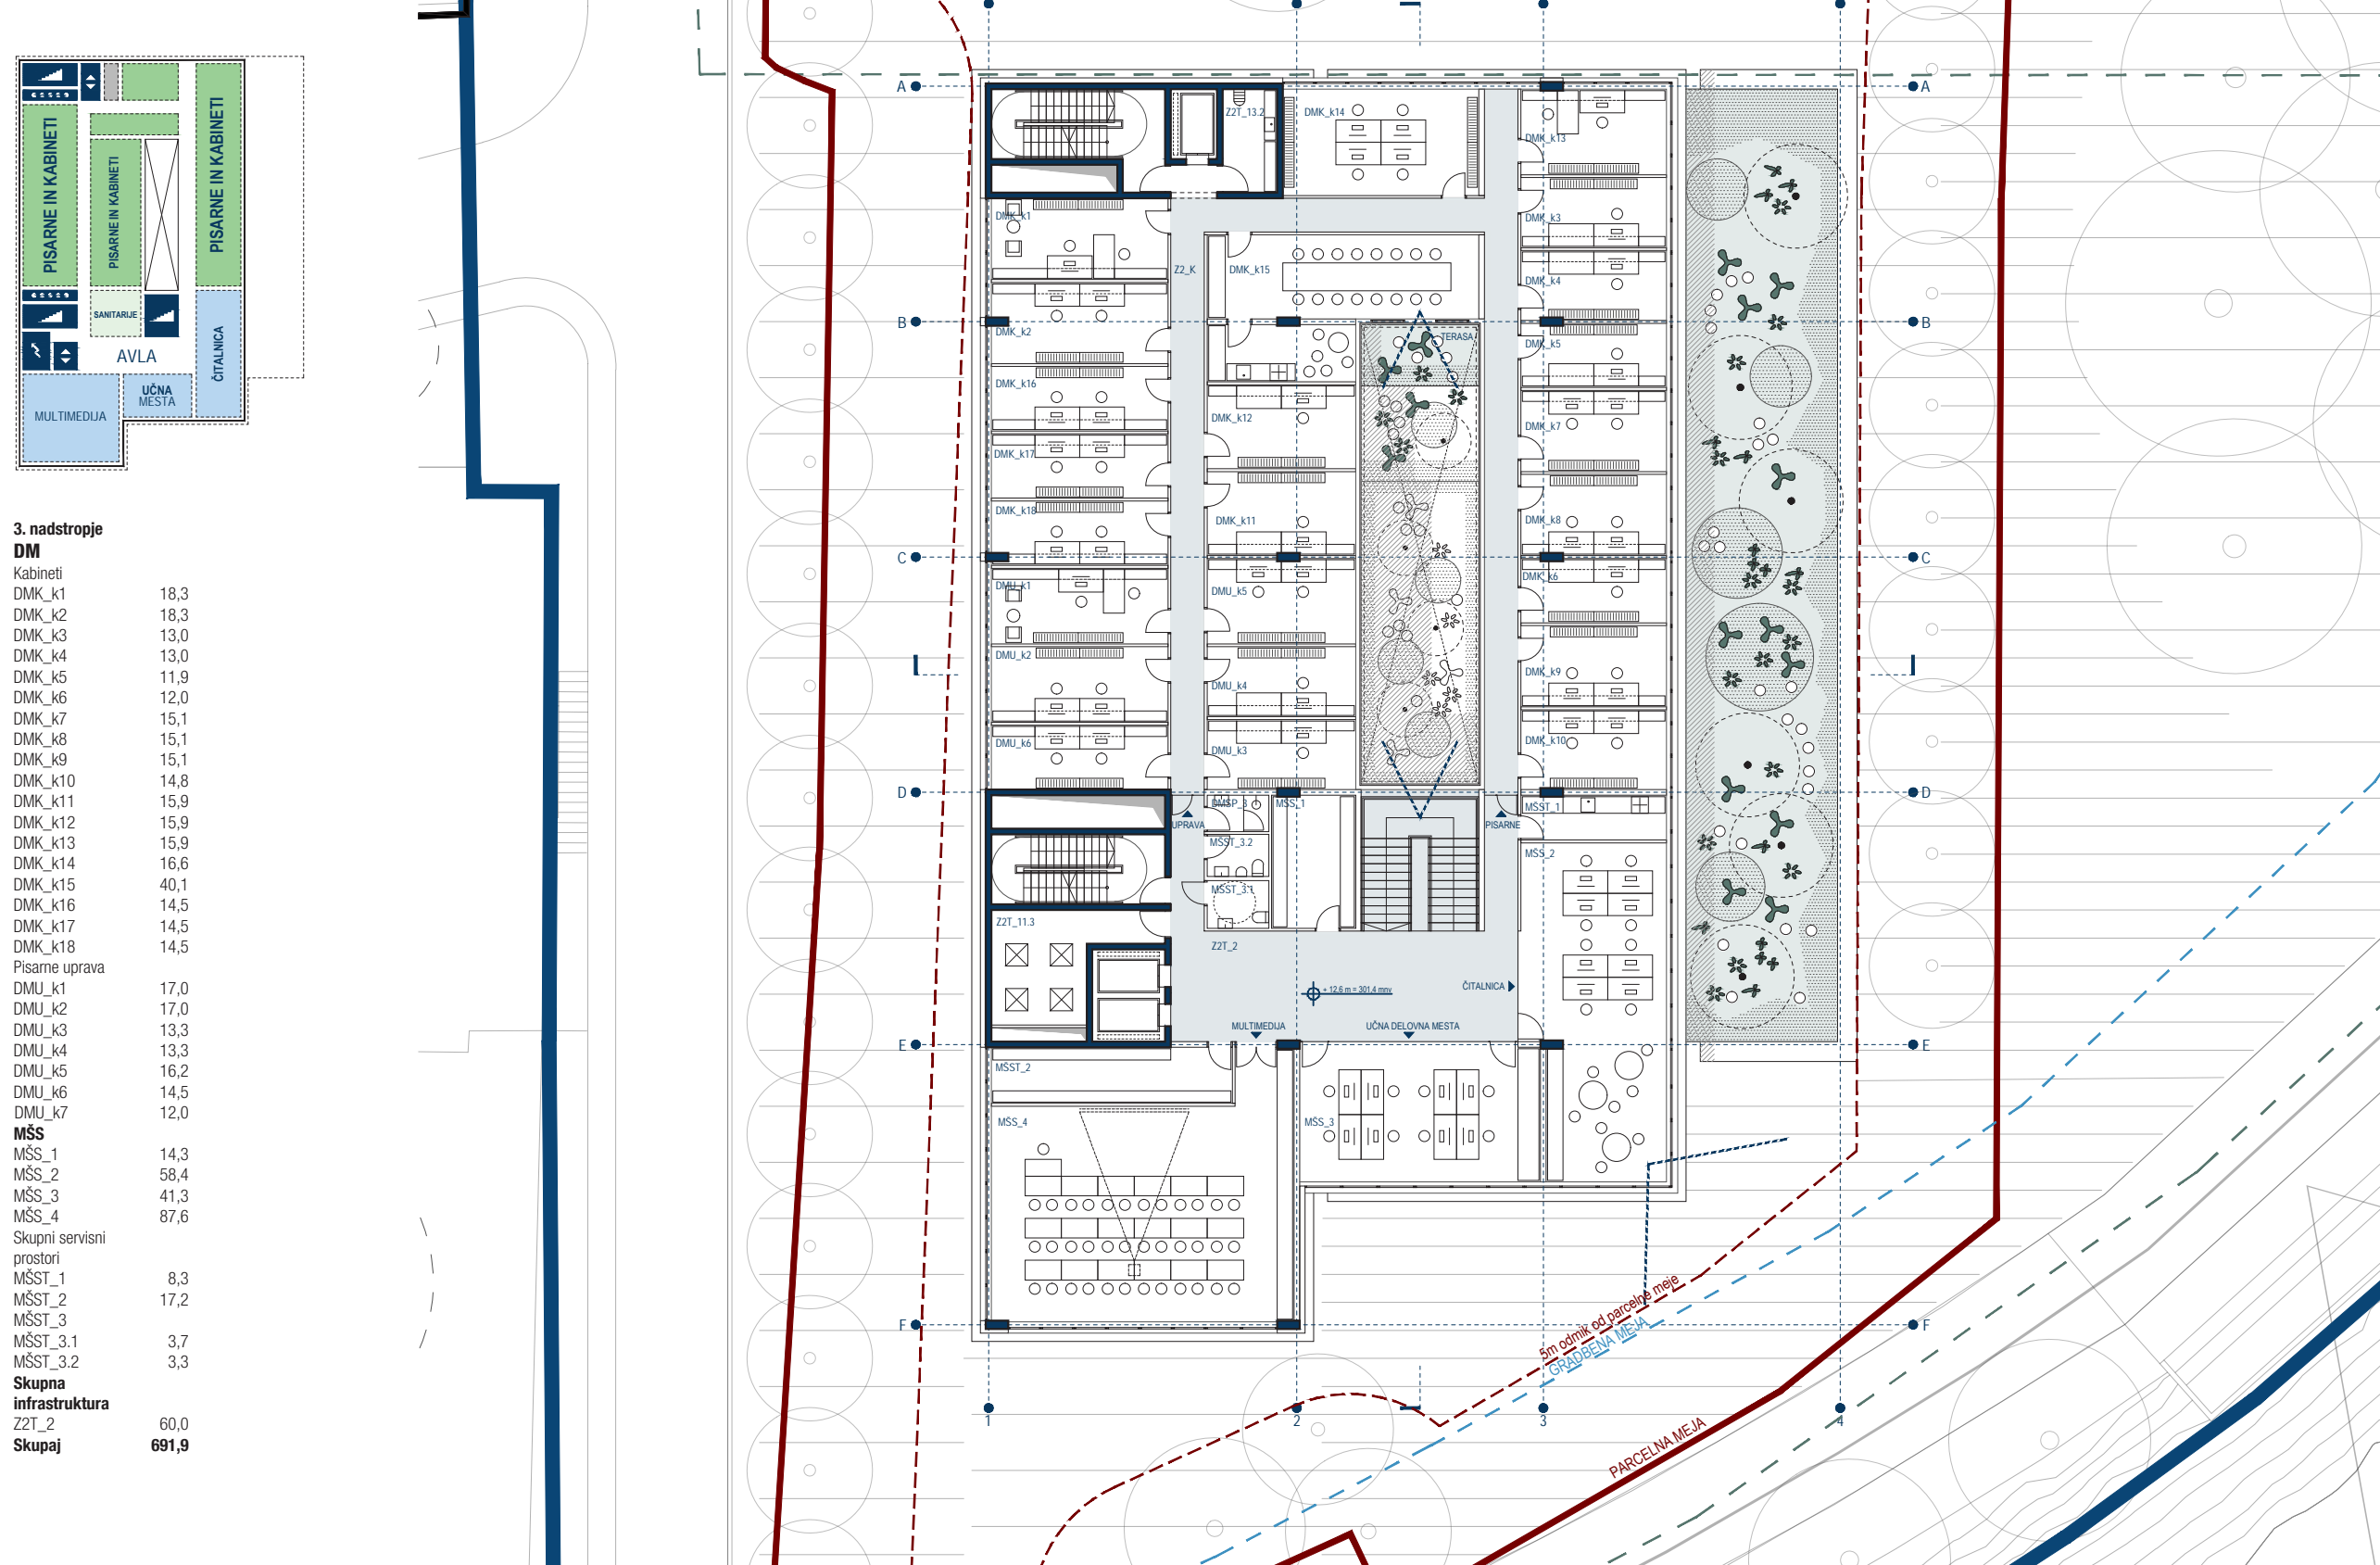 PISARNE IN KABINETI
PISARNE IN KABINETI
PISARNE IN KABINETI
SANITARIJE
AVLA
ČITALNICA
UČNA
MESTA
MULTIMEDIJA
3. nadstropje
DM
Kabineti
DMK_k1 18,3
DMK_k2 18,3
DMK_k3 13,0
DMK_k4 13,0
DMK_k5 11,9
DMK_k6 12,0
DMK_k7 15,1
DMK_k8 15,1
DMK_k9 15,1
DMK_k10 14,8
DMK_k11 15,9
DMK_k12 15,9
DMK_k13 15,9
DMK_k14 16,6
DMK_k15 40,1
DMK_k16 14,5
DMK_k17 14,5
DMK_k18 14,5
Pisarne uprava
DMU_k1 17,0
DMU_k2 17,0
DMU_k3 13,3
DMU_k4 13,3
DMU_k5 16,2
DMU_k6 14,5
DMU_k7 12,0
MŠS
MŠS_1 14,3
MŠS_2 58,4
MŠS_3 41,3
MŠS_4 87,6
Skupni servisni
prostori
MŠST_1 8,3
MŠST_2 17,2
MŠST_3
MŠST_3.1 3,7
MŠST_3.2 3,3
Skupna
infrastruktura
Z2T_2 60,0
Skupaj 691,9
A
A
Z2T_13.2
DMK_k14
DMK_k13
DMK_k1
DMK_k3
Z2_K
DMK_k15
DMK_k4
B
B
DMK_k2
TERASA
DMK_k5
DMK_k16
DMK_k12
DMK_k7
DMK_k17
DMK_k18
DMK_k11
DMK_k8
C
C
DMU_k1
DMU_k5
DMK_k6
DMU_k2
DMU_k4
DMK_k9
DMU_k6
DMU_k3
DMK_k10
D
D
DMSP_3
MŠS_1
MŠST_1
UPRAVA
PISARNE
MŠST_3.2
MŠS_2
MŠST_3.1
Z2T_11.3
Z2T_2
ČITALNICA
+ 12,6 m = 301,4 mnv
MULTIMEDIJA
UČNA DELOVNA MESTA
E
E
MŠST_2
MŠS_4
MŠS_3
F
F
5m odmik od parcelne meje
GRADBENA MEJA
PARCELNA MEJA
1
2
3
4